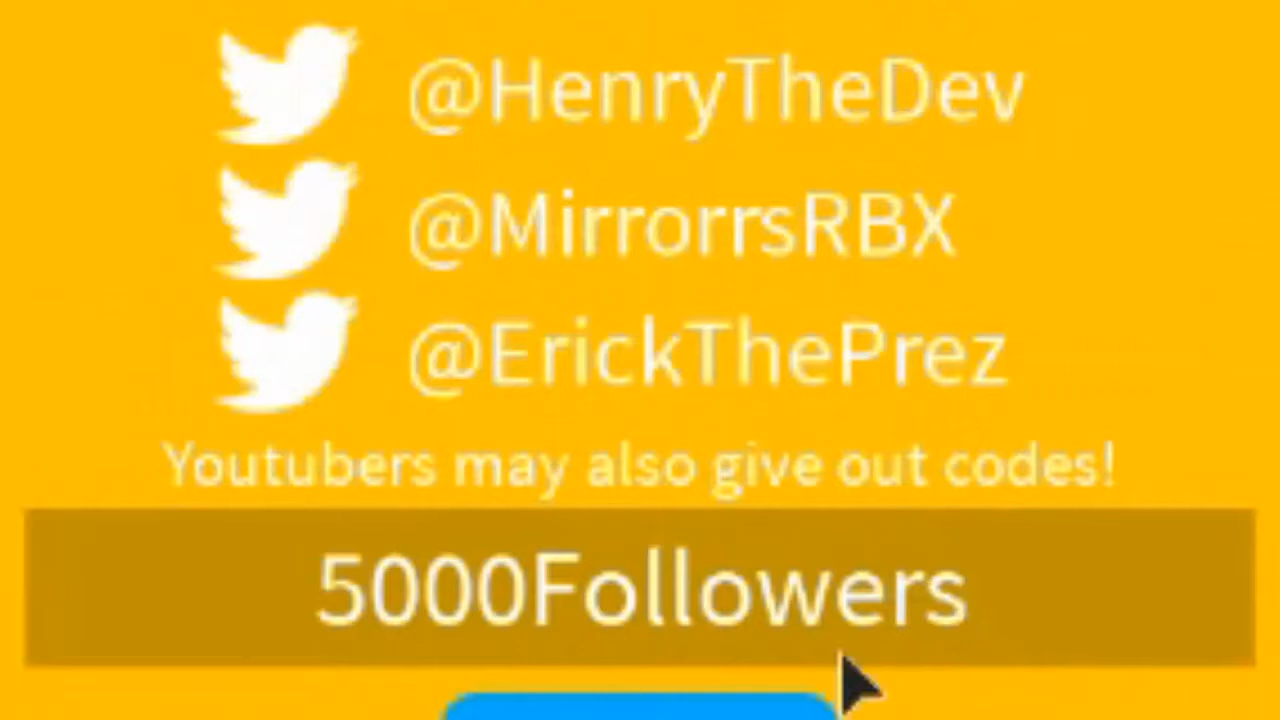 @HenryTheDev
@MirrorrsRBX
@ErickThePrez
Youtubers may also give out codes!
5000Followers